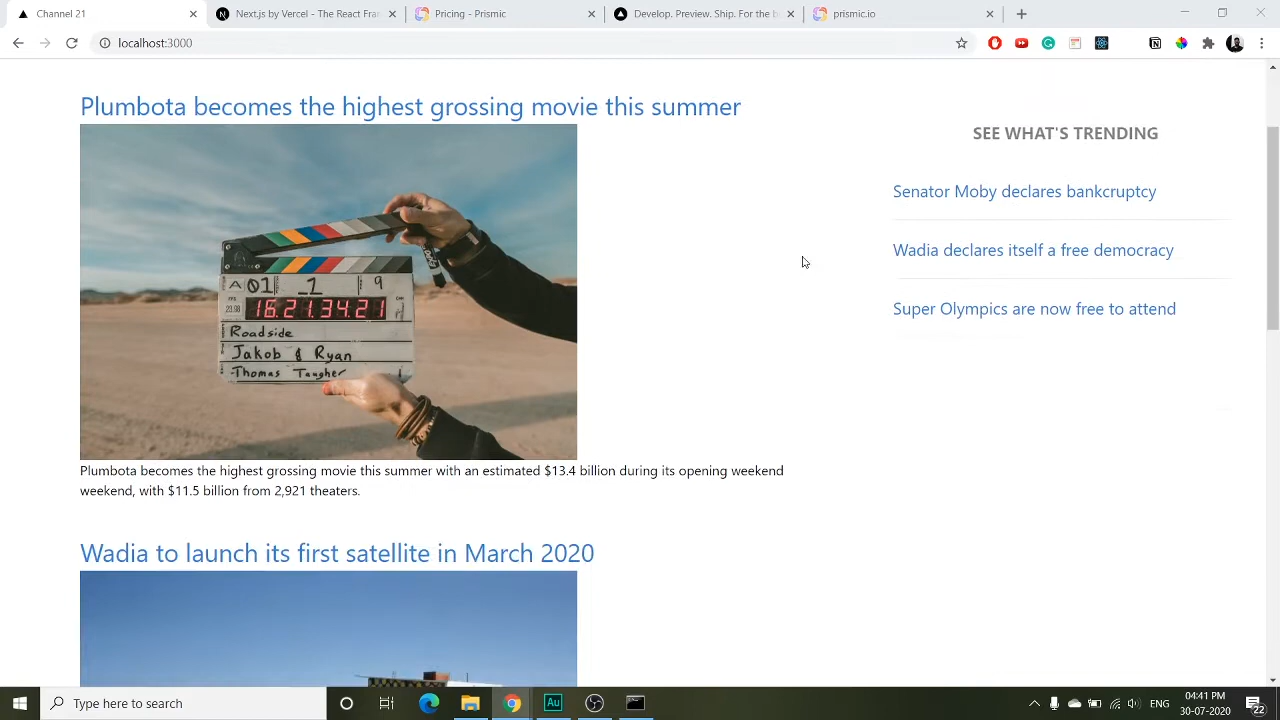 Channel 21
Next.js by Vercel - The React Fra
Pricing - Prismic
Develop. Preview. Ship. For the b
prismic.io
localhost:3000
Plumbota becomes the highest grossing movie this summer
SEE WHAT'S TRENDING
Senator Moby declares bankcruptcy
Wadia declares itself a free democracy
Super Olympics are now free to attend
A 01 _1 9
16.21.34.21
Roadside
Jakob & Ryan
Thomas Taugher
Plumbota becomes the highest grossing movie this summer with an estimated $13.4 billion during its opening weekend
weekend, with $11.5 billion from 2,921 theaters.
Wadia to launch its first satellite in March 2020
Type here to search
Au
ENG
04:41 PM
30-07-2020
22